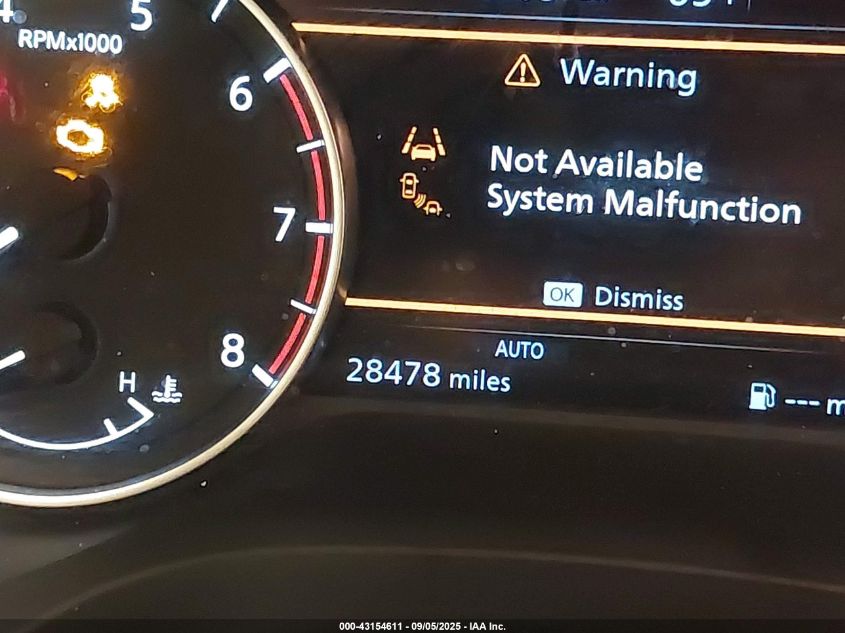 5
RPMx1000
6
7
8
H
Warning
Not Available
System Malfunction
OK Dismiss
AUTO
28478 miles
--- m
000-43154611 - 09/05/2025 - IAA Inc.